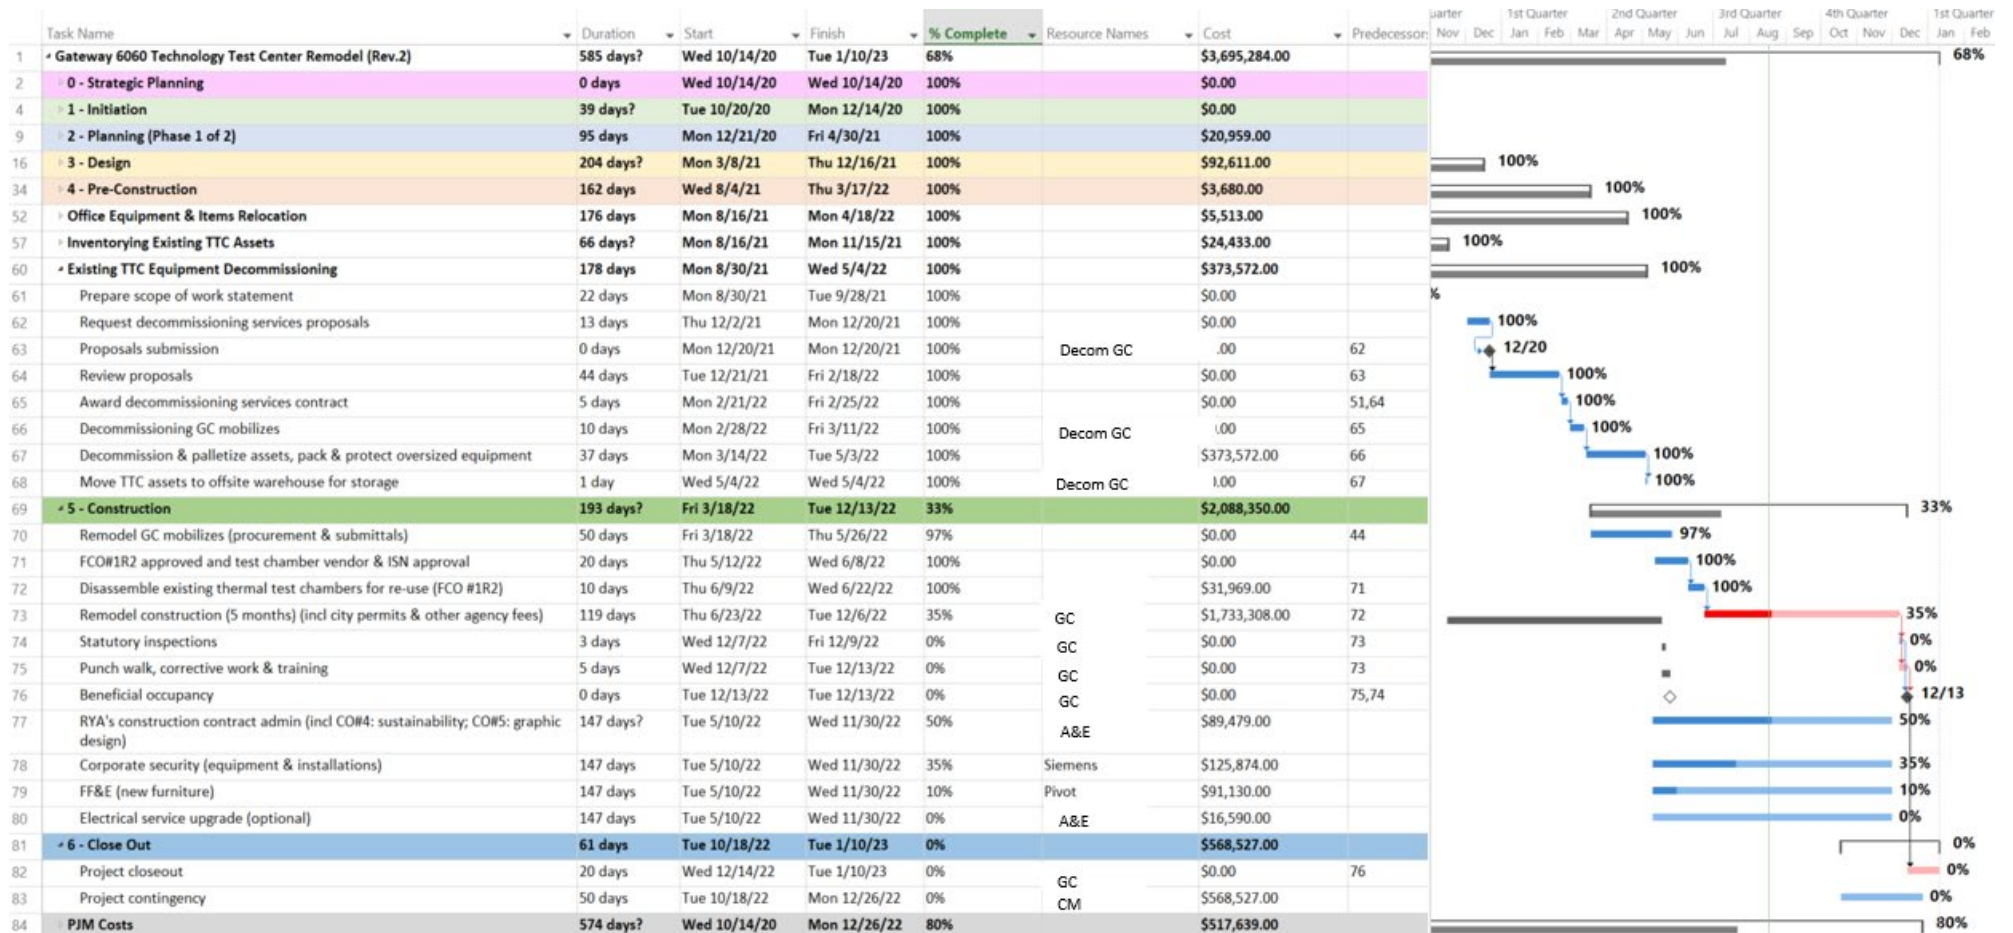 uarter 1st Quarter 2nd Quarter 3rd Quarter 4th Quarter 1st Quarter
Task Name Duration Start Finish % Complete Resource Names Cost Predecessor: Nov Dec Jan Feb Mar Apr May Jun Jul Aug Sep Oct Nov Dec Jan Feb
1 Gateway 6060 Technology Test Center Remodel (Rev.2) 585 days? Wed 10/14/20 Tue 1/10/23 68% $3,695,284.00 68%
2 0 - Strategic Planning 0 days Wed 10/14/20 Wed 10/14/20 100% $0.00
4 1 - Initiation 39 days? Tue 10/20/20 Mon 12/14/20 100% $0.00
9 2 - Planning (Phase 1 of 2) 95 days Mon 12/21/20 Fri 4/30/21 100% $20,959.00
16 3 - Design 204 days? Mon 3/8/21 Thu 12/16/21 100% $92,611.00 100%
34 4 - Pre-Construction 162 days Wed 8/4/21 Thu 3/17/22 100% $3,680.00 100%
52 Office Equipment & Items Relocation 176 days Mon 8/16/21 Mon 4/18/22 100% $5,513.00 100%
57 Inventorying Existing TTC Assets 66 days? Mon 8/16/21 Mon 11/15/21 100% $24,433.00 100%
60 Existing TTC Equipment Decommissioning 178 days Mon 8/30/21 Wed 5/4/22 100% $373,572.00 100%
61 Prepare scope of work statement 22 days Mon 8/30/21 Tue 9/28/21 100% $0.00 %
62 Request decommissioning services proposals 13 days Thu 12/2/21 Mon 12/20/21 100% $0.00 100%
63 Proposals submission 0 days Mon 12/20/21 Mon 12/20/21 100% Decom GC .00 62 12/20
64 Review proposals 44 days Tue 12/21/21 Fri 2/18/22 100% $0.00 63 100%
65 Award decommissioning services contract 5 days Mon 2/21/22 Fri 2/25/22 100% $0.00 51,64 100%
66 Decommissioning GC mobilizes 10 days Mon 2/28/22 Fri 3/11/22 100% Decom GC .00 65 100%
67 Decommission & palletize assets, pack & protect oversized equipment 37 days Mon 3/14/22 Tue 5/3/22 100% $373,572.00 66 100%
68 Move TTC assets to offsite warehouse for storage 1 day Wed 5/4/22 Wed 5/4/22 100% Decom GC .00 67 100%
69 5 - Construction 193 days? Fri 3/18/22 Tue 12/13/22 33% $2,088,350.00 33%
70 Remodel GC mobilizes (procurement & submittals) 50 days Fri 3/18/22 Thu 5/26/22 97% $0.00 44 97%
71 FCO#1R2 approved and test chamber vendor & ISN approval 20 days Thu 5/12/22 Wed 6/8/22 100% $0.00 100%
72 Disassemble existing thermal test chambers for re-use (FCO #1R2) 10 days Thu 6/9/22 Wed 6/22/22 100% $31,969.00 71 100%
73 Remodel construction (5 months) (incl city permits & other agency fees) 119 days Thu 6/23/22 Tue 12/6/22 35% GC $1,733,308.00 72 35%
74 Statutory inspections 3 days Wed 12/7/22 Fri 12/9/22 0% GC $0.00 73 0%
75 Punch walk, corrective work & training 5 days Wed 12/7/22 Tue 12/13/22 0% GC $0.00 73 0%
76 Beneficial occupancy 0 days Tue 12/13/22 Tue 12/13/22 0% GC $0.00 75,74 12/13
77 RYA's construction contract admin (incl CO#4: sustainability; CO#5: graphic 147 days? Tue 5/10/22 Wed 11/30/22 50% A&E $89,479.00 50%
design)
78 Corporate security (equipment & installations) 147 days Tue 5/10/22 Wed 11/30/22 35% Siemens $125,874.00 35%
79 FF&E (new furniture) 147 days Tue 5/10/22 Wed 11/30/22 10% Pivot $91,130.00 10%
80 Electrical service upgrade (optional) 147 days Tue 5/10/22 Wed 11/30/22 0% A&E $16,590.00 0%
81 6 - Close Out 61 days Tue 10/18/22 Tue 1/10/23 0% $568,527.00 0%
82 Project closeout 20 days Wed 12/14/22 Tue 1/10/23 0% GC $0.00 76 0%
83 Project contingency 50 days Tue 10/18/22 Mon 12/26/22 0% CM $568,527.00 0%
84 PJM Costs 574 days? Wed 10/14/20 Mon 12/26/22 80% $517,639.00 80%